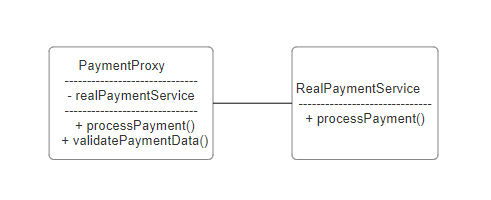 PaymentProxy
- realPaymentService
+ processPayment()
+ validatePaymentData()
RealPaymentService
+ processPayment()